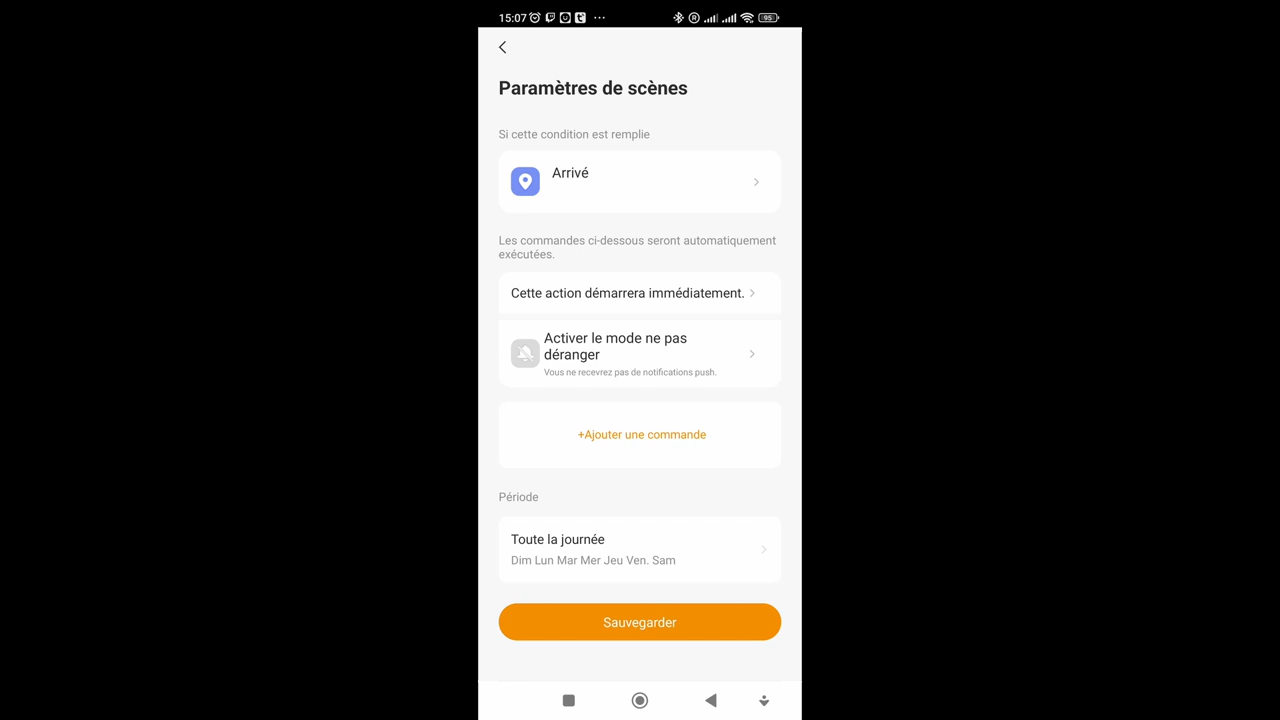 15:07
95
Paramètres de scènes
Si cette condition est remplie
Arrivé
Les commandes ci-dessous seront automatiquement
exécutées.
Cette action démarrera immédiatement.
Activer le mode ne pas
déranger
Vous ne recevrez pas de notifications push.
+Ajouter une commande
Période
Toute la journée
Dim Lun Mar Mer Jeu Ven. Sam
Sauvegarder